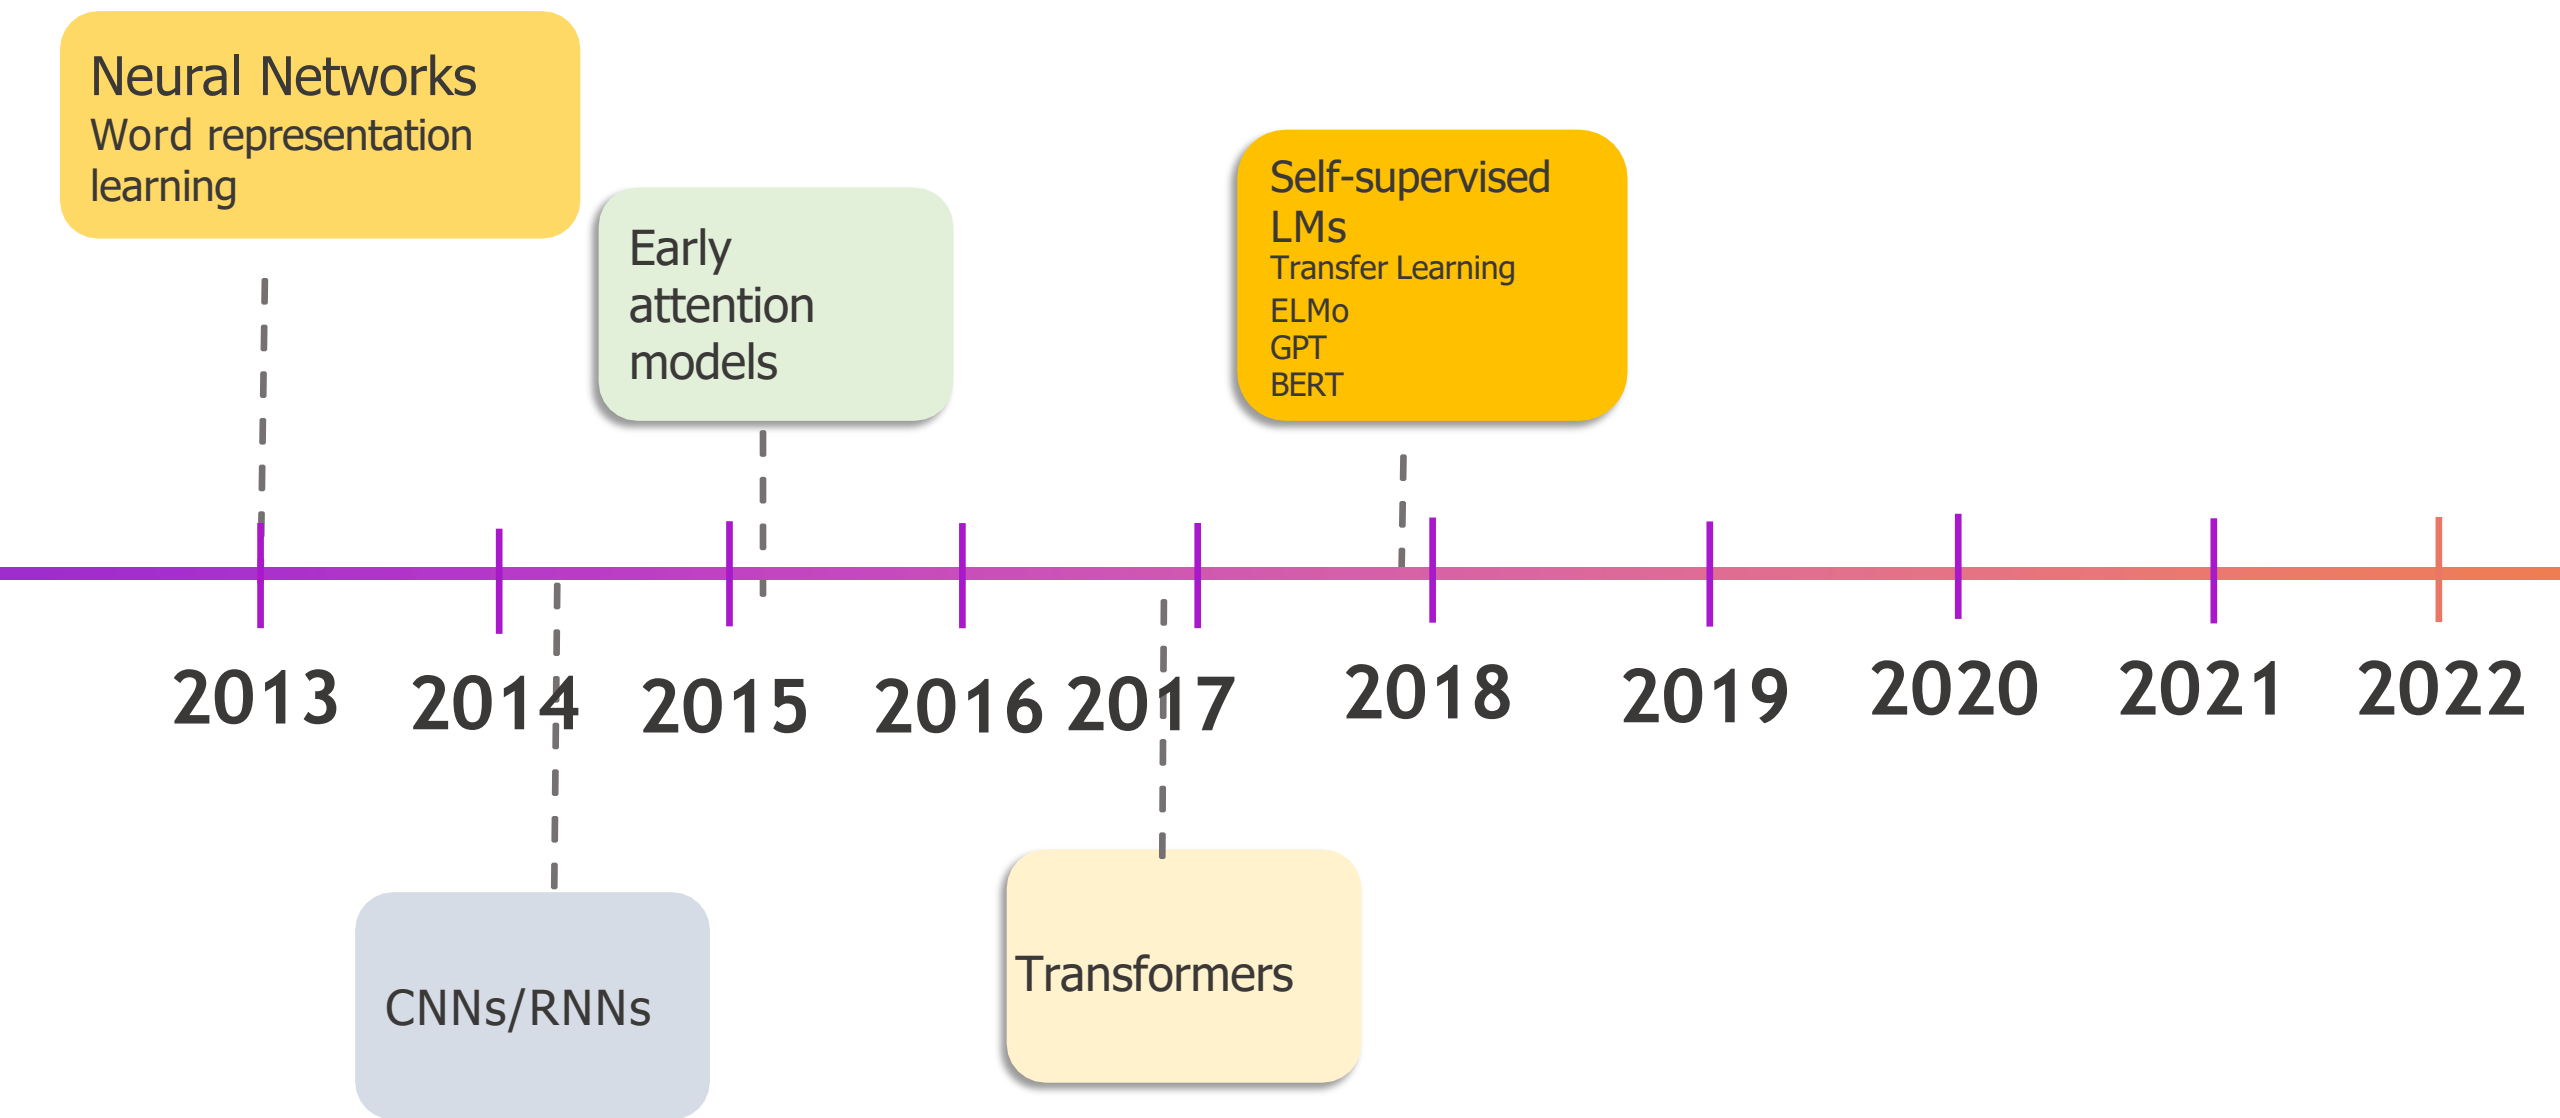 Neural Networks
Word representation
learning
Early
attention
models
Self-supervised
LMs
Transfer Learning
ELMo
GPT
BERT
2013 2014 2015 2016 2017 2018 2019 2020 2021 2022
CNNs/RNNs
Transformers